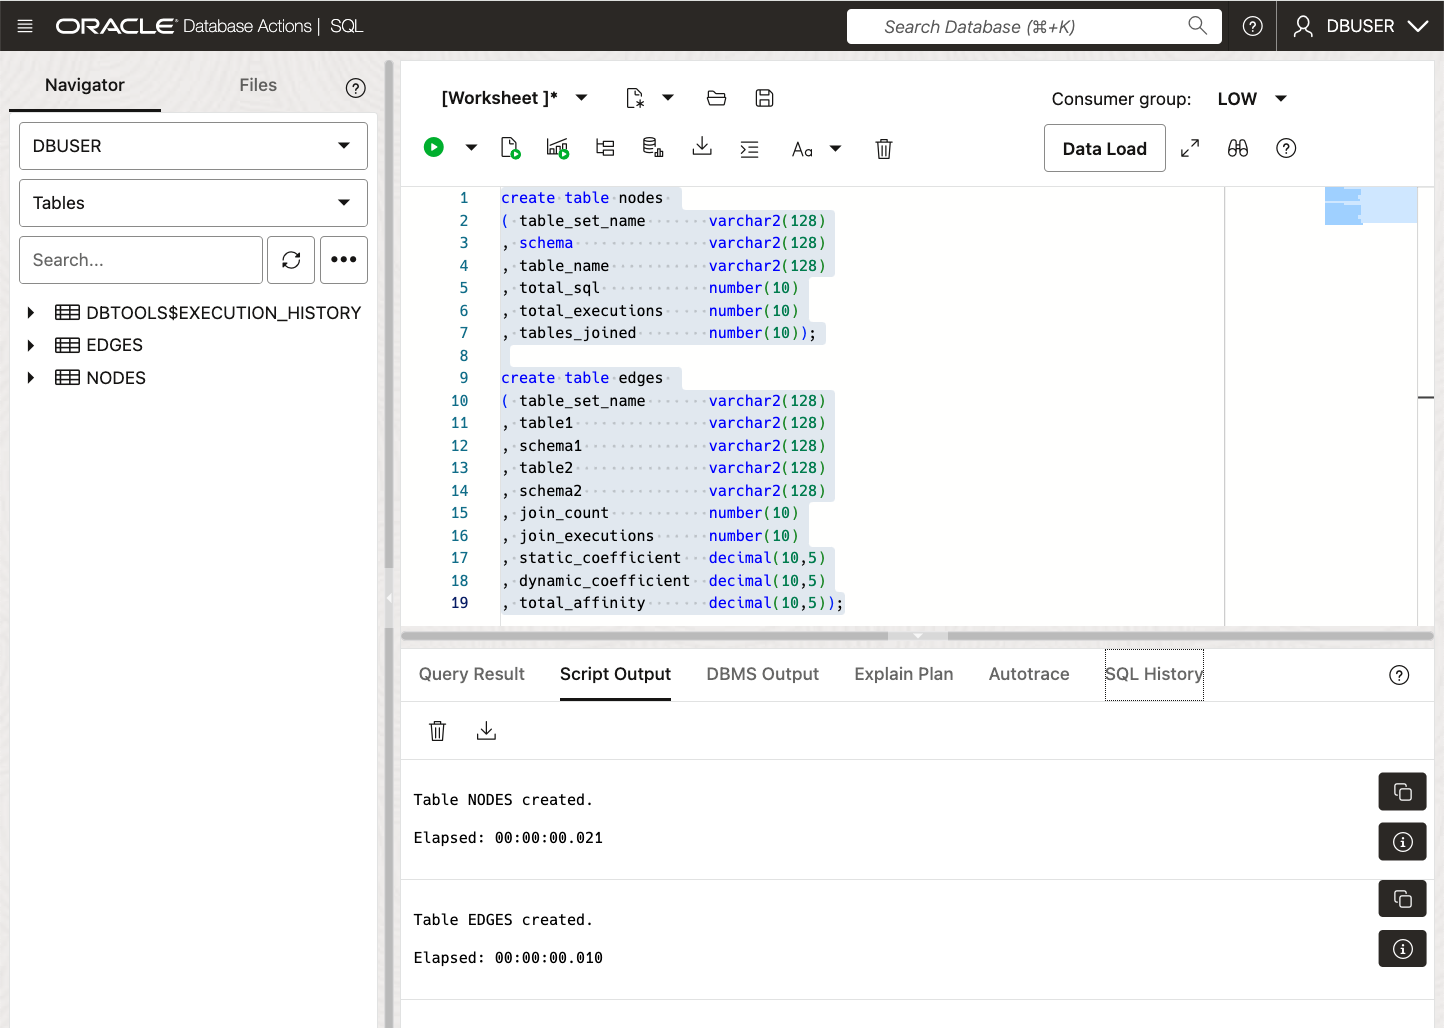 ORACLE Database Actions | SQL
Search Database (⌘+K)
DBUSER
Navigator
Files
DBUSER
Tables
Search...
DBTOOLS$EXECUTION_HISTORY
EDGES
NODES
[Worksheet ]*
Consumer group: LOW
Aa
Data Load
1 create table nodes
2 ( table_set_name varchar2(128)
3 , schema varchar2(128)
4 , table_name varchar2(128)
5 , total_sql number(10)
6 , total_executions number(10)
7 , tables_joined number(10));
8
9 create table edges
10 ( table_set_name varchar2(128)
11 , table1 varchar2(128)
12 , schema1 varchar2(128)
13 , table2 varchar2(128)
14 , schema2 varchar2(128)
15 , join_count number(10)
16 , join_executions number(10)
17 , static_coefficient decimal(10,5)
18 , dynamic_coefficient decimal(10,5)
19 , total_affinity decimal(10,5));
Query Result Script Output DBMS Output Explain Plan Autotrace SQL History
Table NODES created.
Elapsed: 00:00:00.021
Table EDGES created.
Elapsed: 00:00:00.010